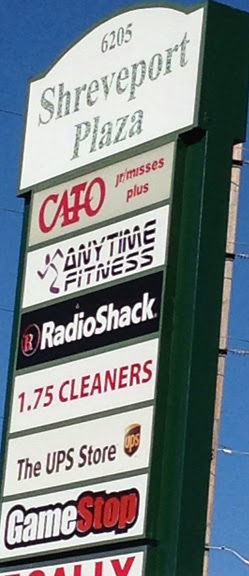 6205
Shreveport
Plaza
CATO
jr/misses
plus
ANYTIME
FITNESS
R RadioShack.
1.75 CLEANERS
The UPS Store
ups
GameStop